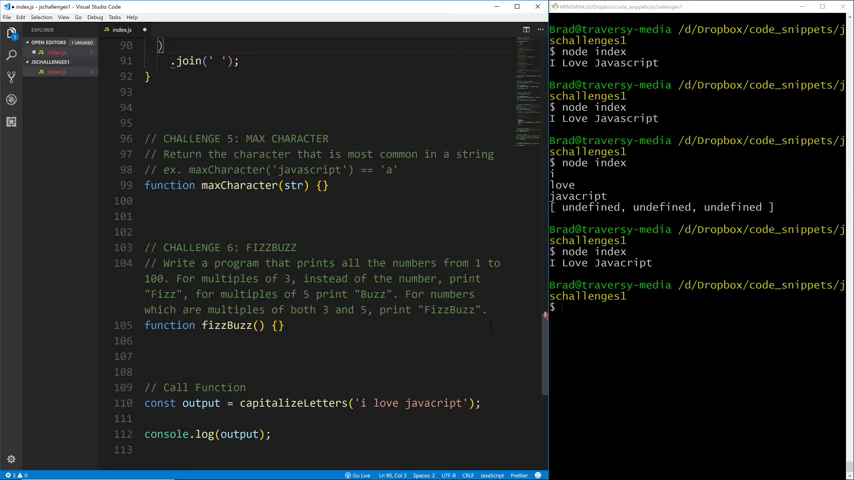 index.js - Visual Studio Code
File Edit Selection View Go Debug Tasks Help
EXPLORER
index.js
OPEN EDITORS 1 UNSAVED
index.js
JSCHALLENGES1
index.js
90 )
91 .join(' ');
92 }
93
94
95
96 // CHALLENGE 5: MAX CHARACTER
97 // Return the character that is most common in a string
98 // ex. maxCharacter('javascript') == 'a'
99 function maxCharacter(str) {}
100
101
102
103 // CHALLENGE 6: FIZZBUZZ
104 // Write a program that prints all the numbers from 1 to
100. For multiples of 3, instead of the number, print
"Fizz", for multiples of 5 print "Buzz". For numbers
which are multiples of both 3 and 5, print "FizzBuzz".
105 function fizzBuzz() {}
106
107
108
109 // Call Function
110 const output = capitalizeLetters('i love javacript');
111
112 console.log(output);
113
3 0
Go Live Ln 90, Col 3 Spaces: 2 UTF-8 CRLF JavaScript Prettier
MINGW64:/d/Dropbox/code_snippets/jschallenges1
Brad@traversy-media /d/Dropbox/code_snippets/j
schallenges1
$ node index
I Love Javascript
Brad@traversy-media /d/Dropbox/code_snippets/j
schallenges1
$ node index
I Love Javascript
Brad@traversy-media /d/Dropbox/code_snippets/j
schallenges1
$ node index
i
love
javacript
[ undefined, undefined, undefined ]
Brad@traversy-media /d/Dropbox/code_snippets/j
schallenges1
$ node index
I Love Javacript
Brad@traversy-media /d/Dropbox/code_snippets/j
schallenges1
$